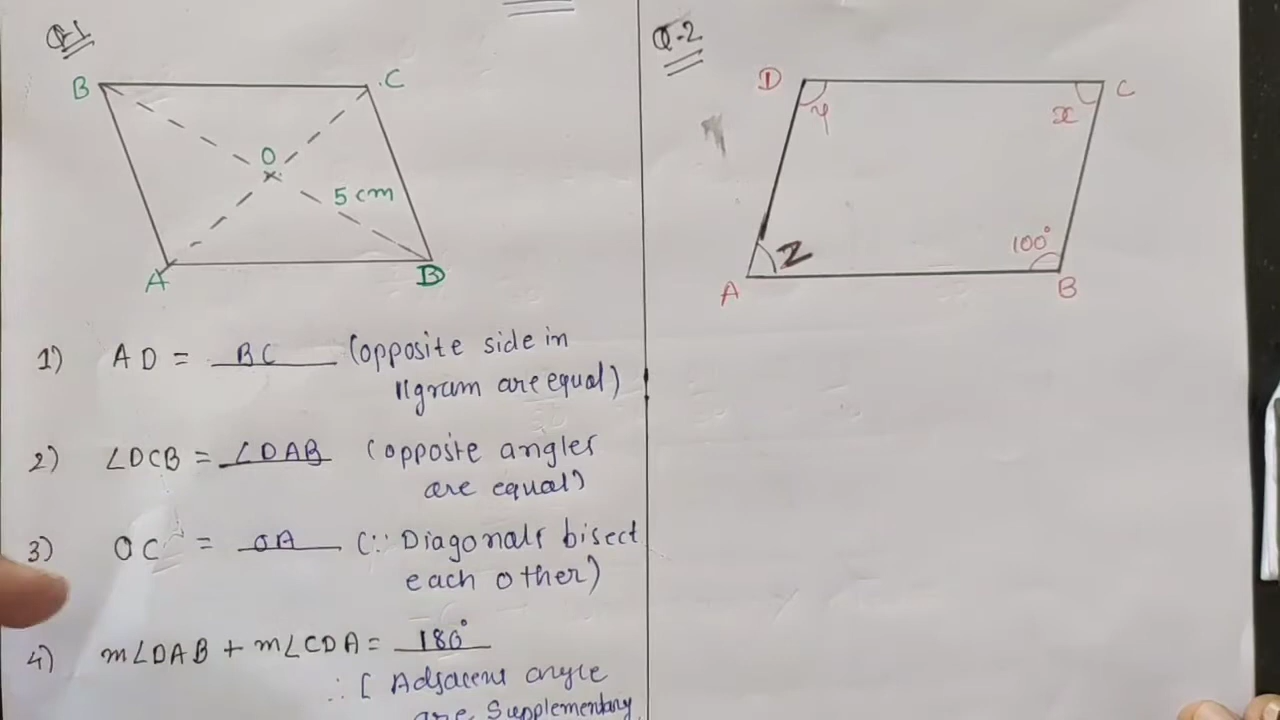 Q-1
B
C
O
5 cm
A
D
1) AD = BC (opposite side in
||gram are equal)
2) ∠DCB = ∠DAB (opposite angles
are equal)
3) OC = OA (∵ Diagonals bisect
each other)
4) m∠DAB + m∠CDA = 180°
∴ [ Adjacent angle
are Supplementary
Q-2
D
C
y
x
100°
Z
A
B